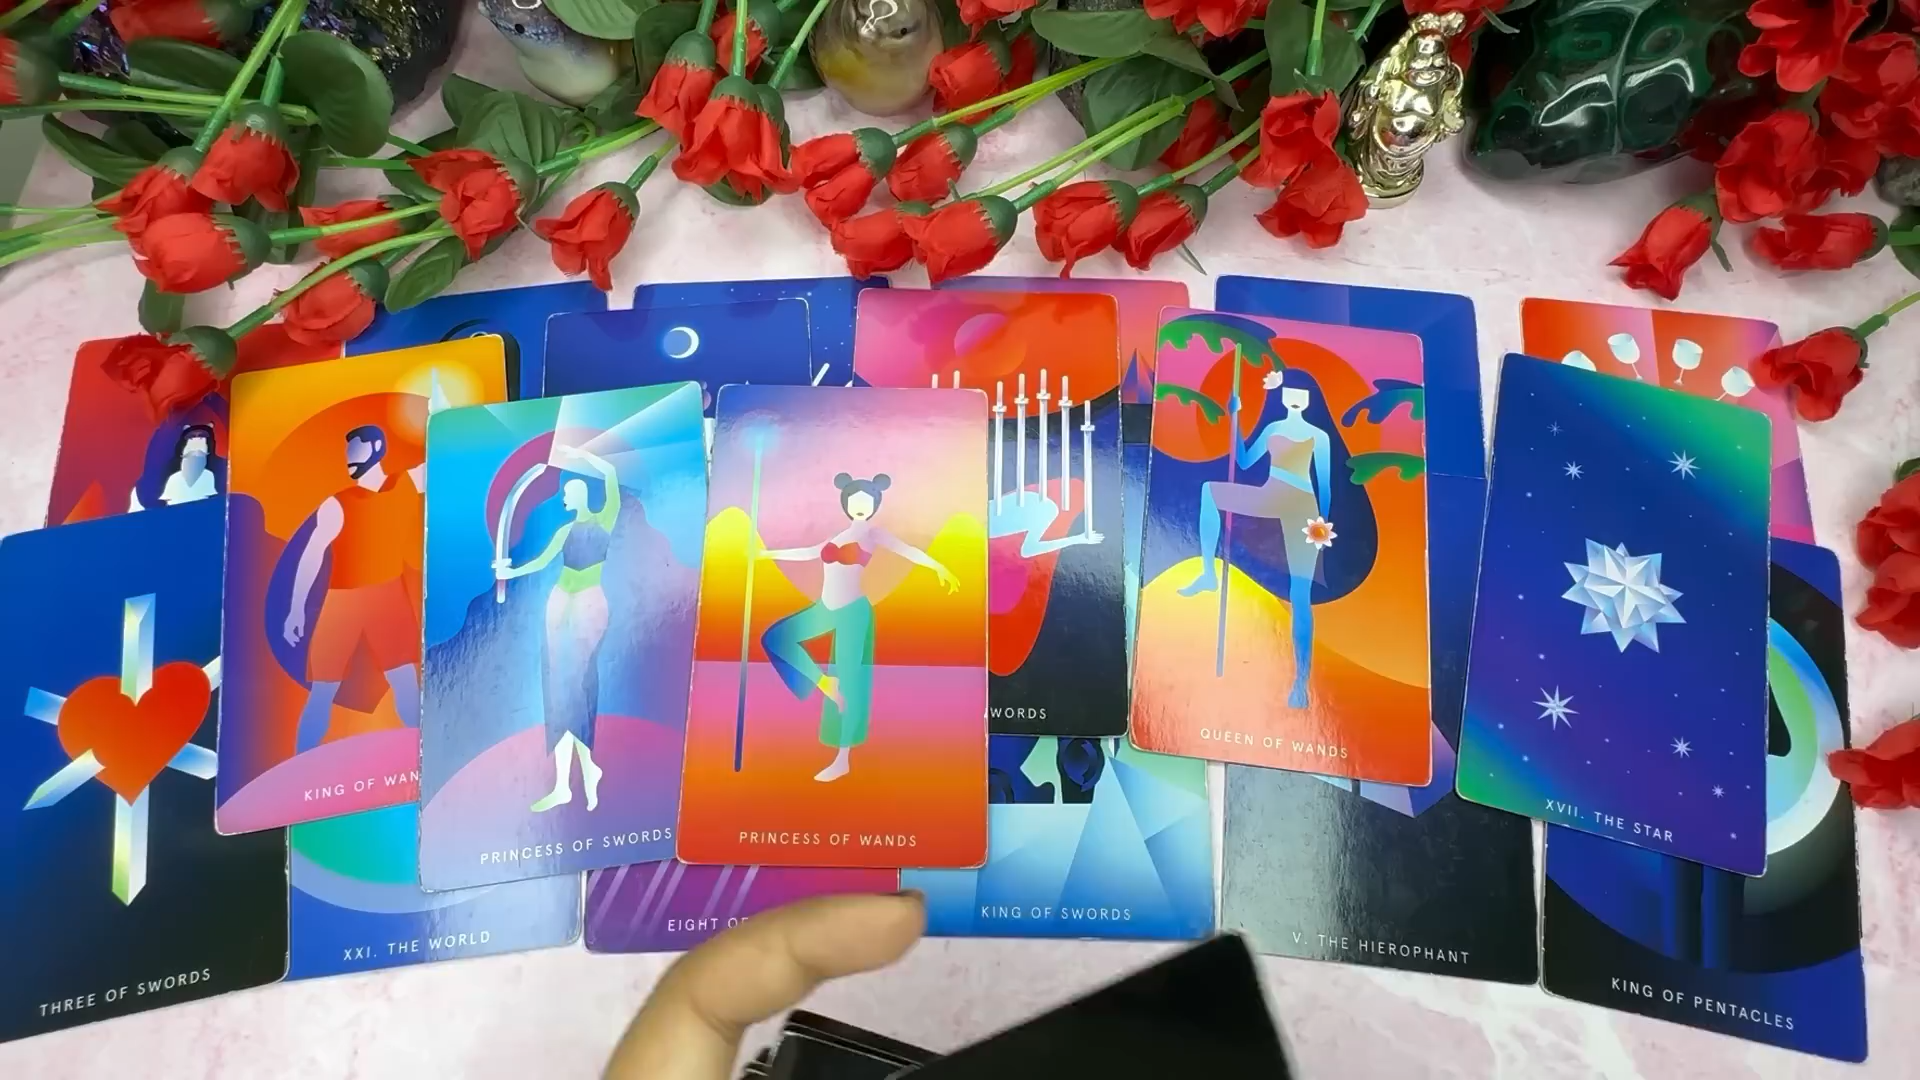 THREE OF SWORDS
KING OF WAN
XXI. THE WORLD
PRINCESS OF SWORDS
EIGHT OF
PRINCESS OF WANDS
WORDS
KING OF SWORDS
QUEEN OF WANDS
V. THE HIEROPHANT
XVII. THE STAR
KING OF PENTACLES